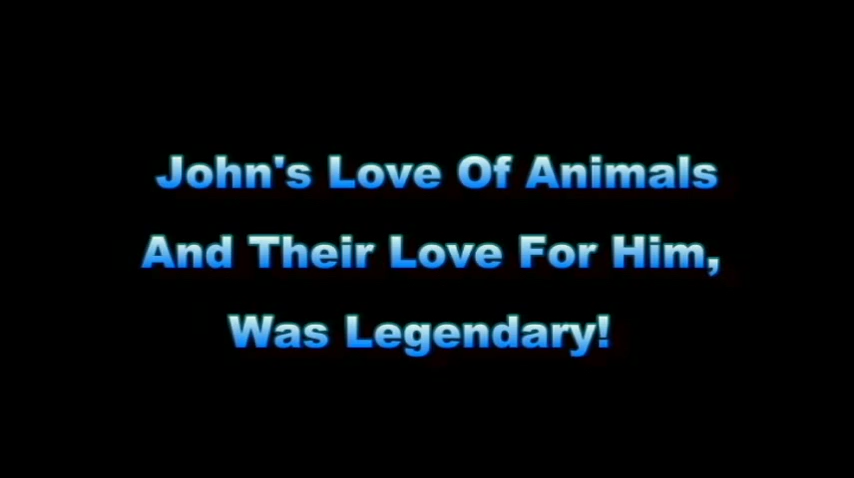 John's Love Of Animals
And Their Love For Him,
Was Legendary!